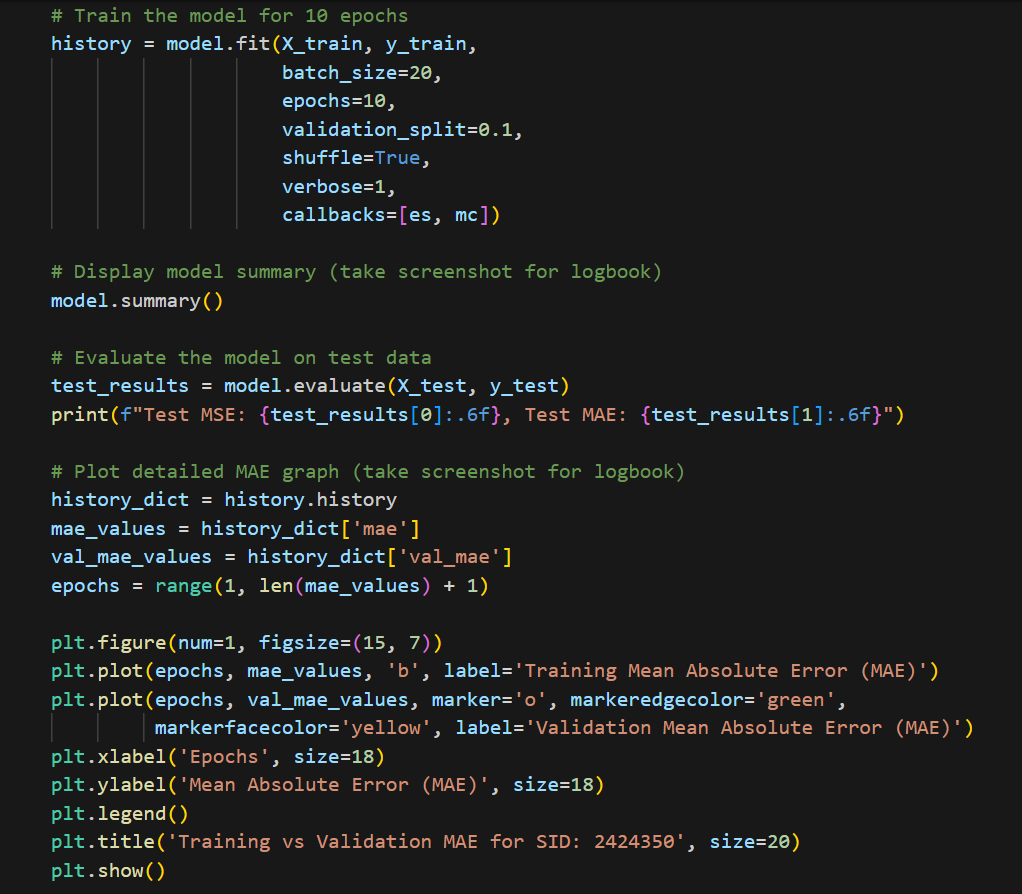 # Train the model for 10 epochs
history = model.fit(X_train, y_train,
batch_size=20,
epochs=10,
validation_split=0.1,
shuffle=True,
verbose=1,
callbacks=[es, mc])
# Display model summary (take screenshot for logbook)
model.summary()
# Evaluate the model on test data
test_results = model.evaluate(X_test, y_test)
print(f"Test MSE: {test_results[0]:.6f}, Test MAE: {test_results[1]:.6f}")
# Plot detailed MAE graph (take screenshot for logbook)
history_dict = history.history
mae_values = history_dict['mae']
val_mae_values = history_dict['val_mae']
epochs = range(1, len(mae_values) + 1)
plt.figure(num=1, figsize=(15, 7))
plt.plot(epochs, mae_values, 'b', label='Training Mean Absolute Error (MAE)')
plt.plot(epochs, val_mae_values, marker='o', markeredgecolor='green',
markerfacecolor='yellow', label='Validation Mean Absolute Error (MAE)')
plt.xlabel('Epochs', size=18)
plt.ylabel('Mean Absolute Error (MAE)', size=18)
plt.legend()
plt.title('Training vs Validation MAE for SID: 2424350', size=20)
plt.show()